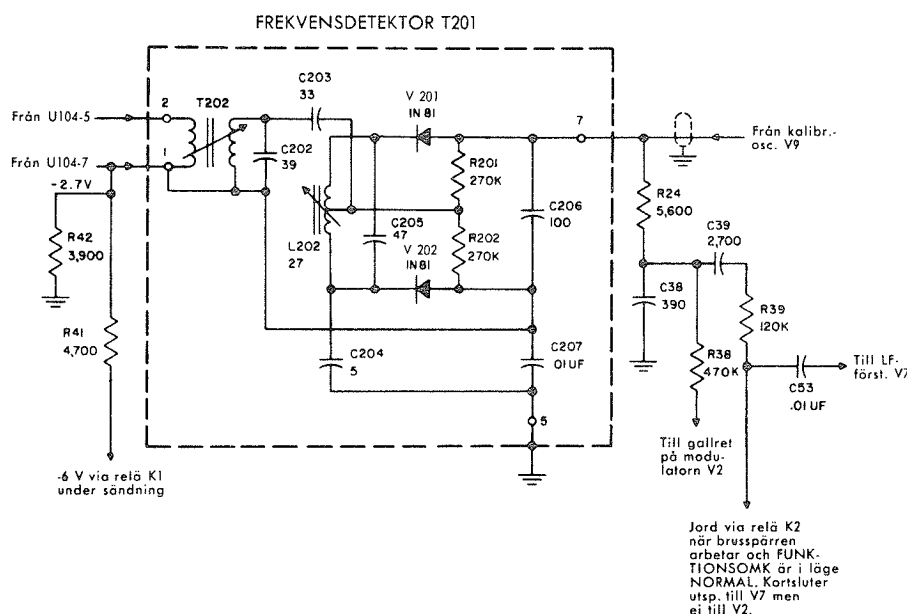 FREKVENSDETEKTOR T201
C203
33
V 201
IN 81
Från U104-5
2
T202
7
Från kalibr.-
osc. V9
Från U104-7
1
C202
39
R201
270K
-2.7V
R24
5,600
C206
100
C39
2,700
R42
3,900
C205
47
R202
270K
L202
27
V 202
IN81
C38
390
R39
120K
R41
4,700
C204
5
C207
.01UF
R38
470K
Till LF-
först. V7
C53
.01UF
5
Till gallret
på modu-
latorn V2
-6 V via relä K1
under sändning
Jord via relä K2
när brusspärren
arbetar och FUNK-
TIONSOMK är i läge
NORMAL. Kortsluter
utsp. till V7 men
ej till V2.